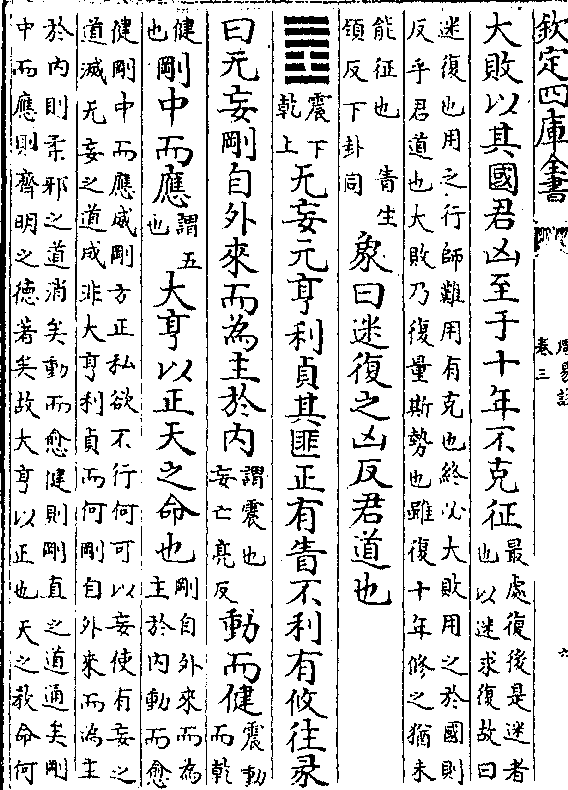 欽定四庫全書
周易註
卷三
六
大敗以其國君凶至于十年不克征最處復後是迷者也以迷求復故曰
迷復也用之行師難用有克也終必大敗用之於國則反乎君道也大敗乃復量斯勢也雖復十年修之猶未
能征也 眚生領反下卦同 象曰迷復之凶反君道也
䷘震下乾上 无妄元亨利貞其匪正有眚不利有攸往彖
曰无妄剛自外來而為主於內謂震也妄亡亮反動而健震動而乾
健也剛中而應謂五也大亨以正天之命也剛自外來而為主於內動而愈
健剛中而應威剛方正私欲不行何可以妄使有妄之道滅无妄之道成非大亨利貞而何剛自外來而為主
於內則柔邪之道消矣動而愈健則剛直之道通矣剛中而應則齊明之德著矣故大亨以正也天之教命何